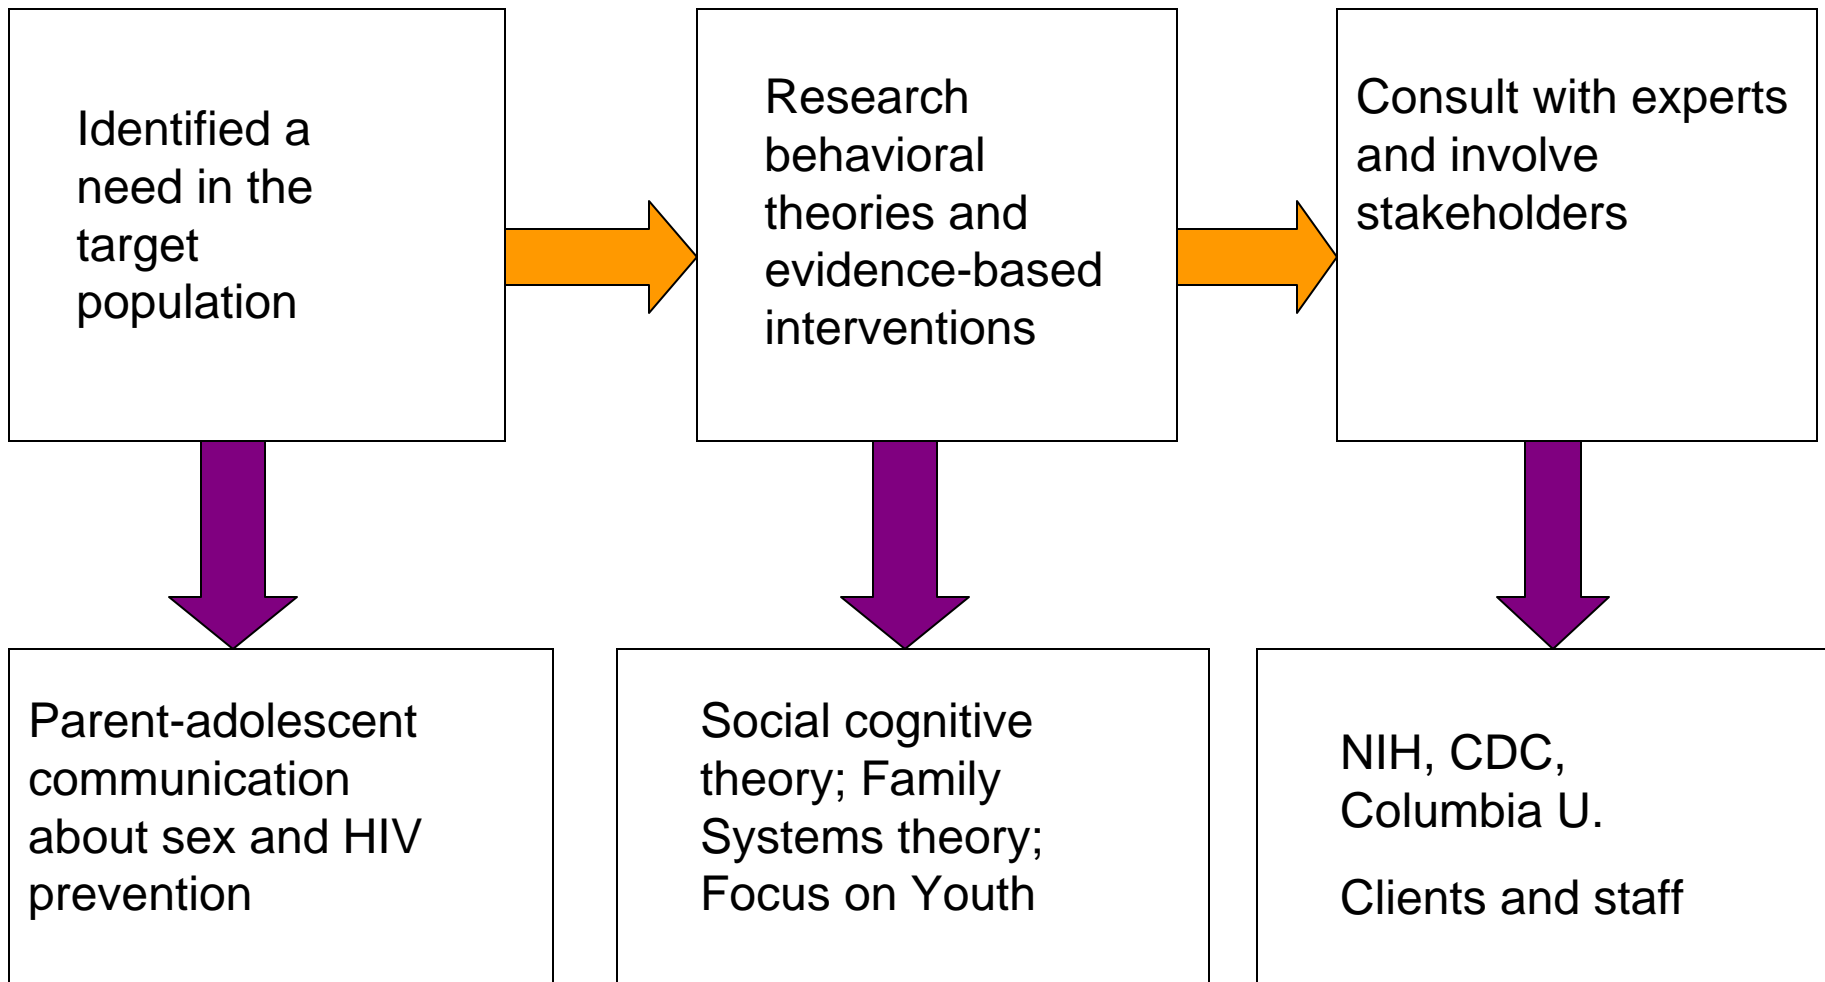 Identified a
need in the
target
population
Research
behavioral
theories and
evidence-based
interventions
Consult with experts
and involve
stakeholders
Parent-adolescent
communication
about sex and HIV
prevention
Social cognitive
theory; Family
Systems theory;
Focus on Youth
NIH, CDC,
Columbia U.
Clients and staff